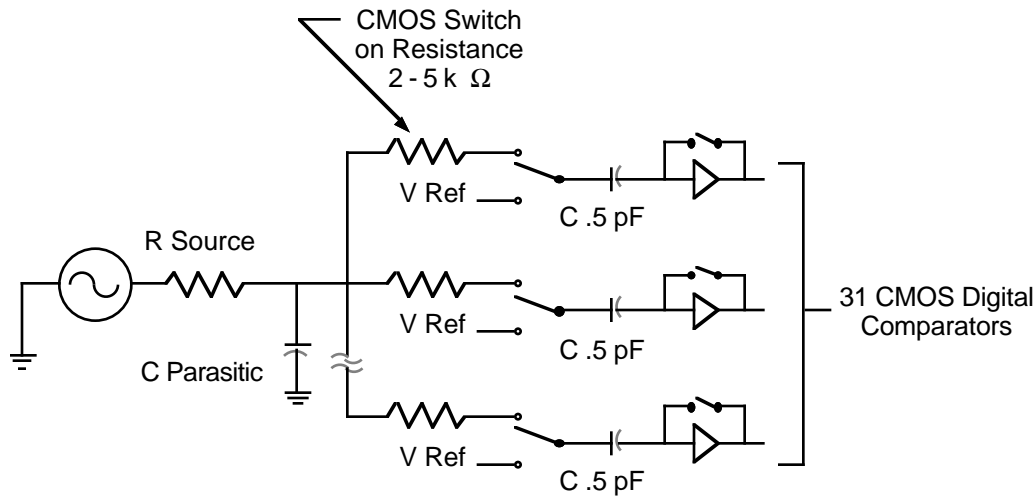 CMOS Switch
on Resistance
2 - 5 k Ω
V Ref
C .5 pF
R Source
V Ref
C .5 pF
31 CMOS Digital
Comparators
C Parasitic
V Ref
C .5 pF